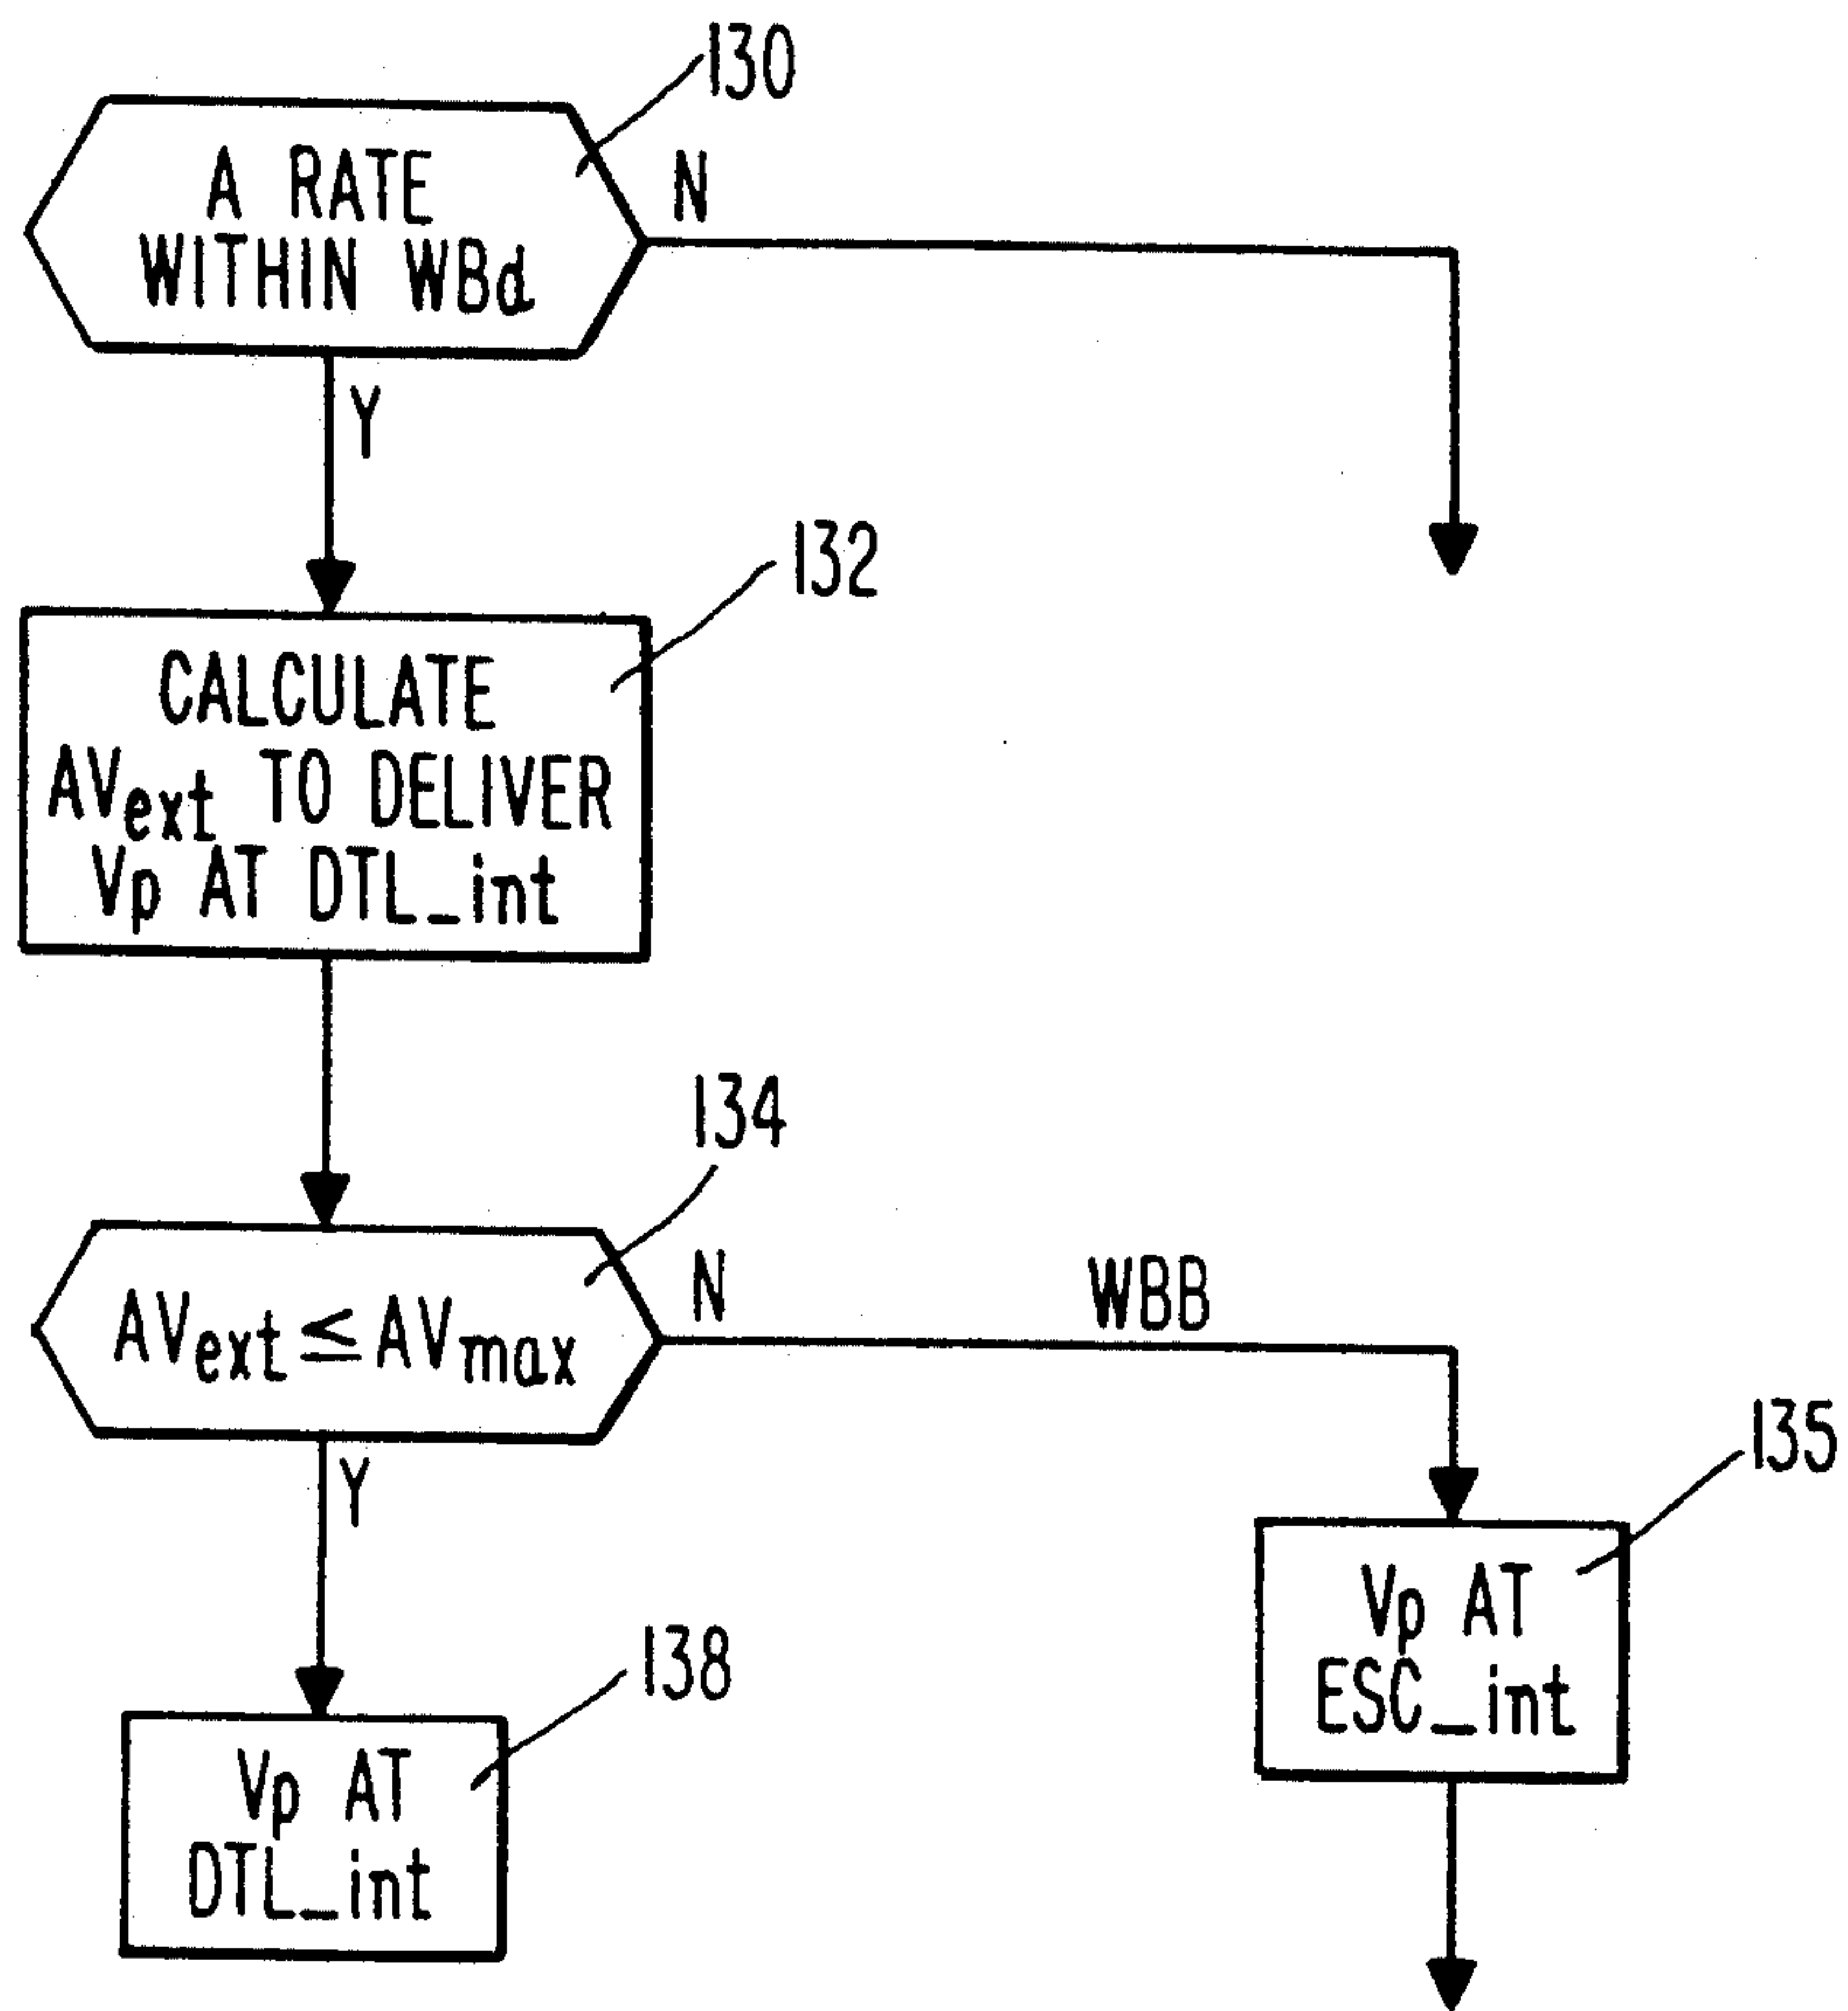 130
A RATE
WITHIN WBd
N
Y
132
CALCULATE
AVext TO DELIVER
Vp AT DTL_int
134
AVext ≤ AVmax
N
WBB
Y
135
Vp AT
ESC_int
138
Vp AT
DTL_int